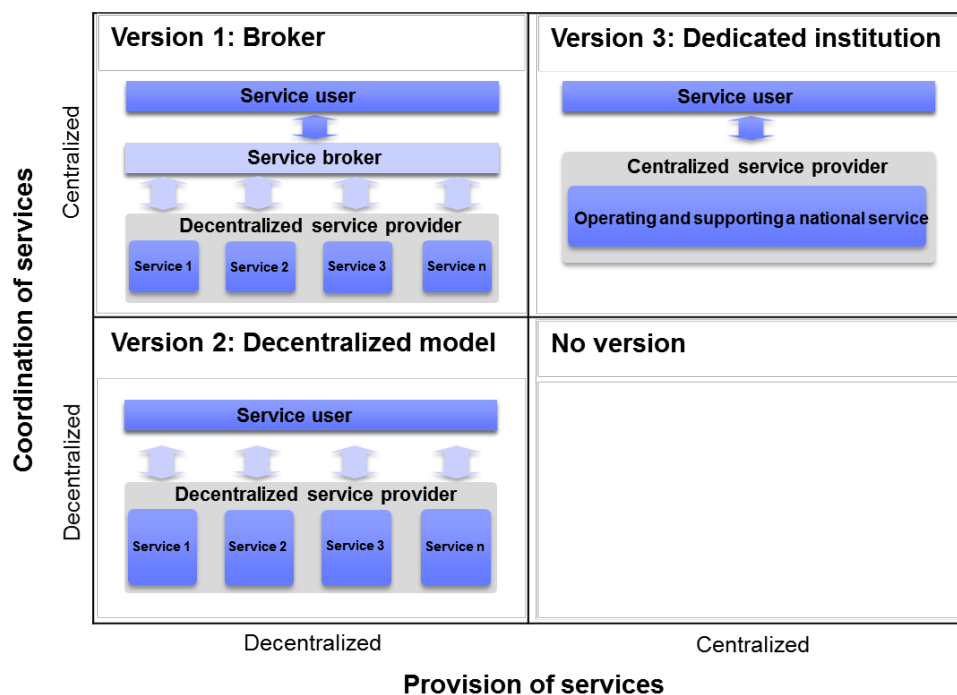 Version 1: Broker
Service user
Service broker
Decentralized service provider
Service 1
Service 2
Service 3
Service n
Version 3: Dedicated institution
Service user
Centralized service provider
Operating and supporting a national service
Version 2: Decentralized model
Service user
Decentralized service provider
Service 1
Service 2
Service 3
Service n
No version
Coordination of services
Centralized
Decentralized
Decentralized
Centralized
Provision of services